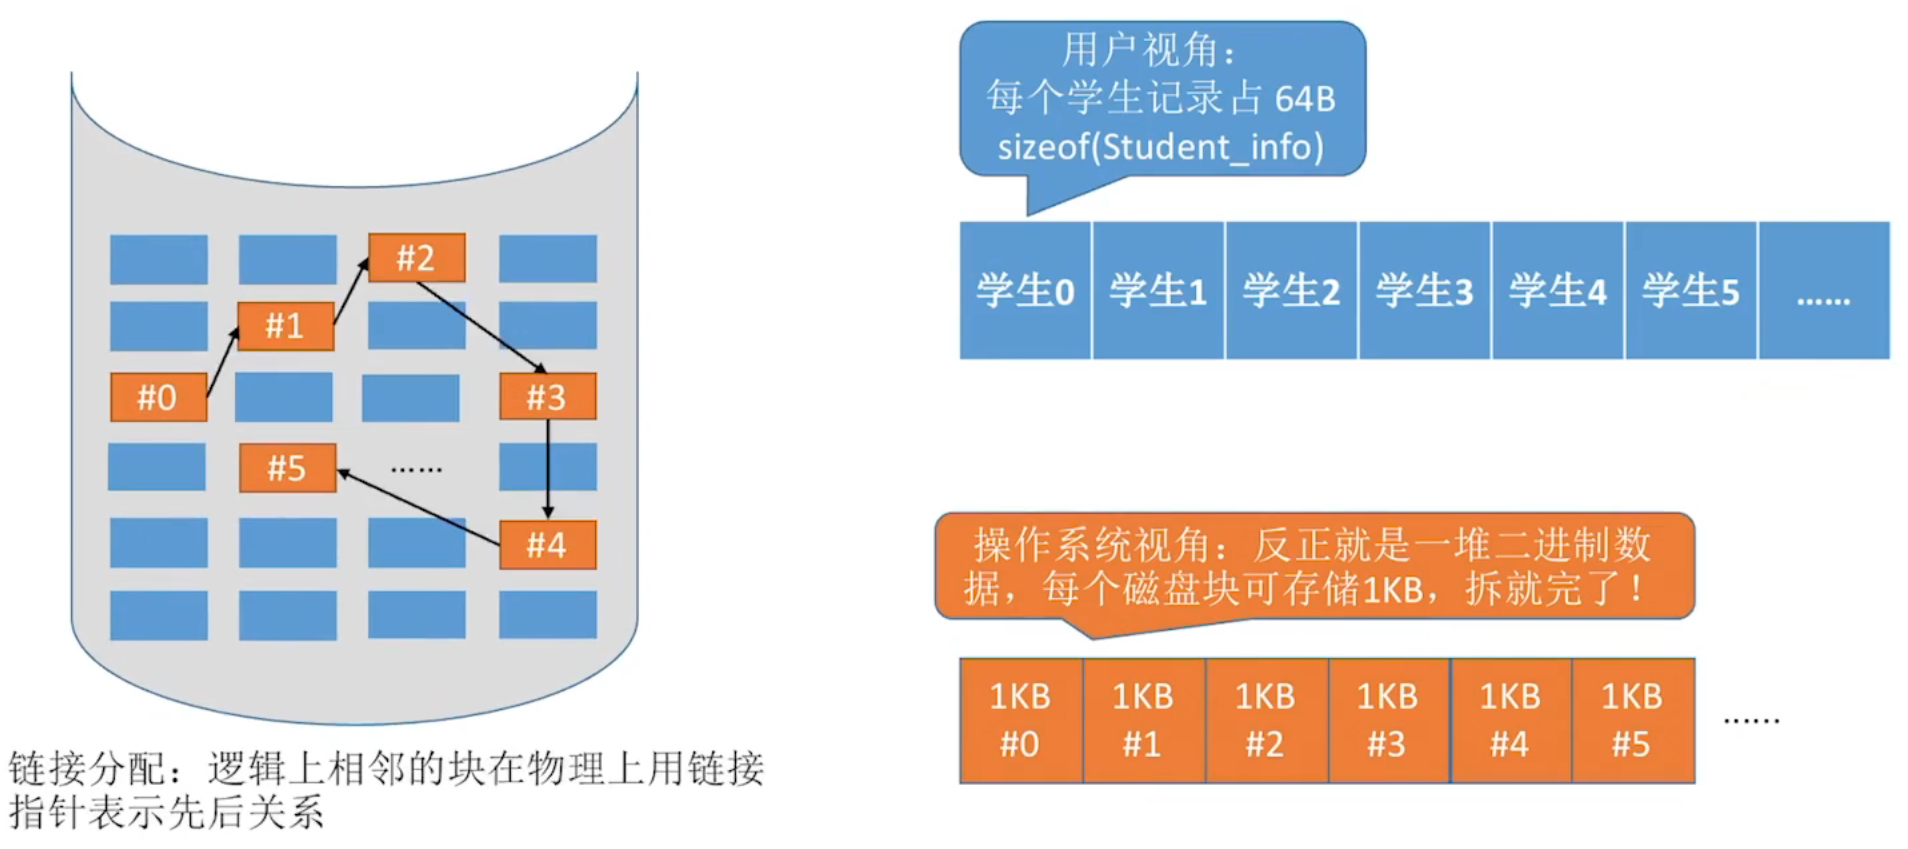 用户视角：
每个学生记录占 64B
sizeof(Student_info)
学生0 学生1 学生2 学生3 学生4 学生5 ......
#2
#1
#0
#3
#5 ......
#4
操作系统视角：反正就是一堆二进制数
据，每个磁盘块可存储1KB，拆就完了！
1KB 1KB 1KB 1KB 1KB 1KB
#0 #1 #2 #3 #4 #5 ......
链接分配：逻辑上相邻的块在物理上用链接
指针表示先后关系